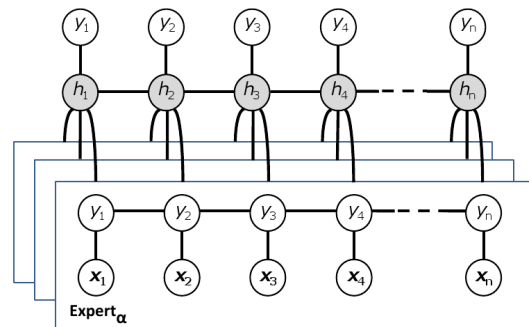 y₁ y₂ y₃ y₄ yₙ
h₁ h₂ h₃ h₄ hₙ
y₁ y₂ y₃ y₄ yₙ
x₁ x₂ x₃ x₄ xₙ
Expert_α